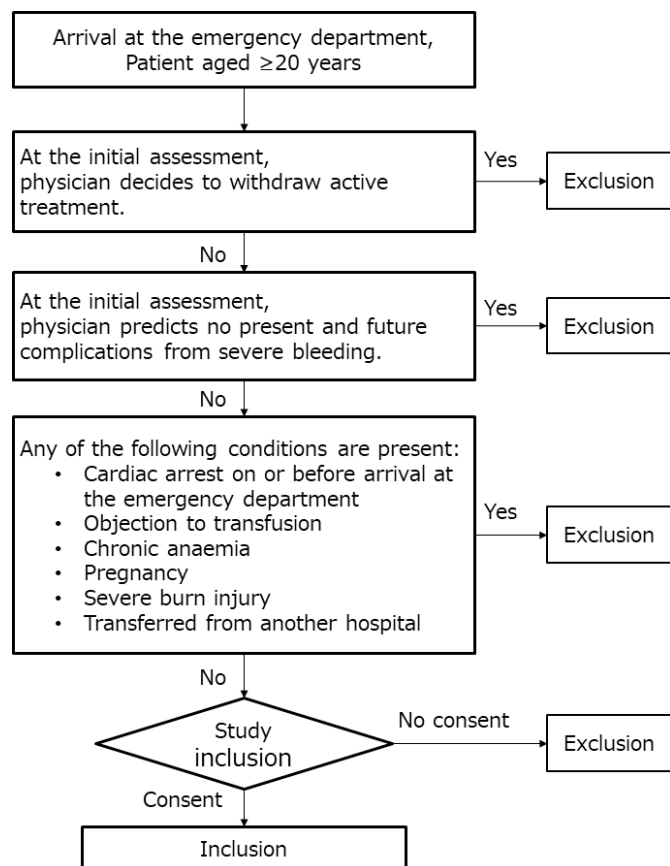 Arrival at the emergency department,
Patient aged ≥20 years
At the initial assessment,
physician decides to withdraw active
treatment.
Yes
Exclusion
No
At the initial assessment,
physician predicts no present and future
complications from severe bleeding.
Yes
Exclusion
No
Any of the following conditions are present:
• Cardiac arrest on or before arrival at
the emergency department
• Objection to transfusion
• Chronic anaemia
• Pregnancy
• Severe burn injury
• Transferred from another hospital
Yes
Exclusion
No
Study
inclusion
No consent
Exclusion
Consent
Inclusion